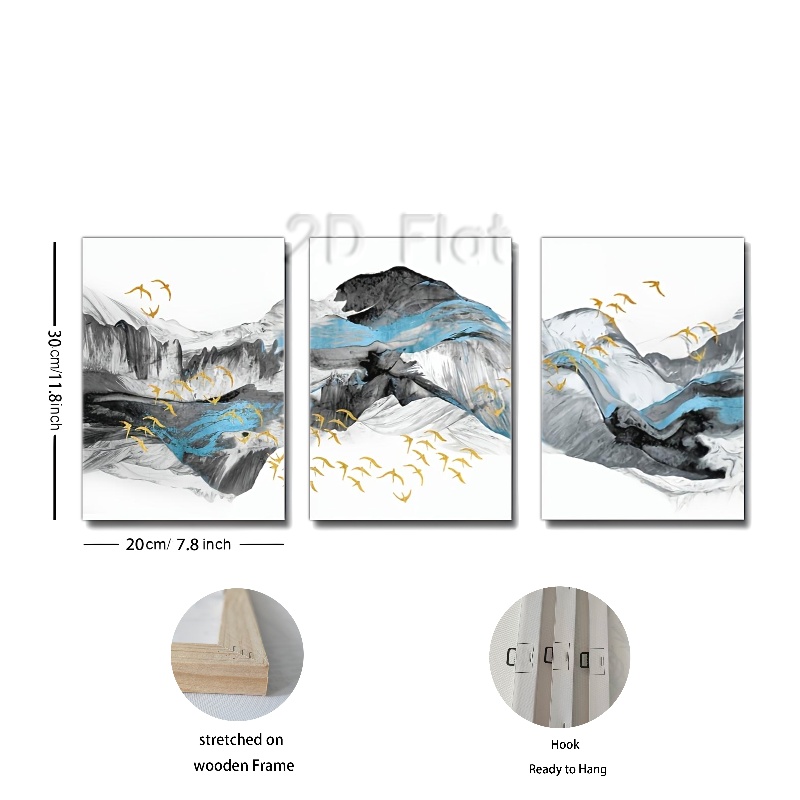 2D Flat
30cm/11.8inch
20cm/ 7.8 inch
stretched on
wooden Frame
Hook
Ready to Hang